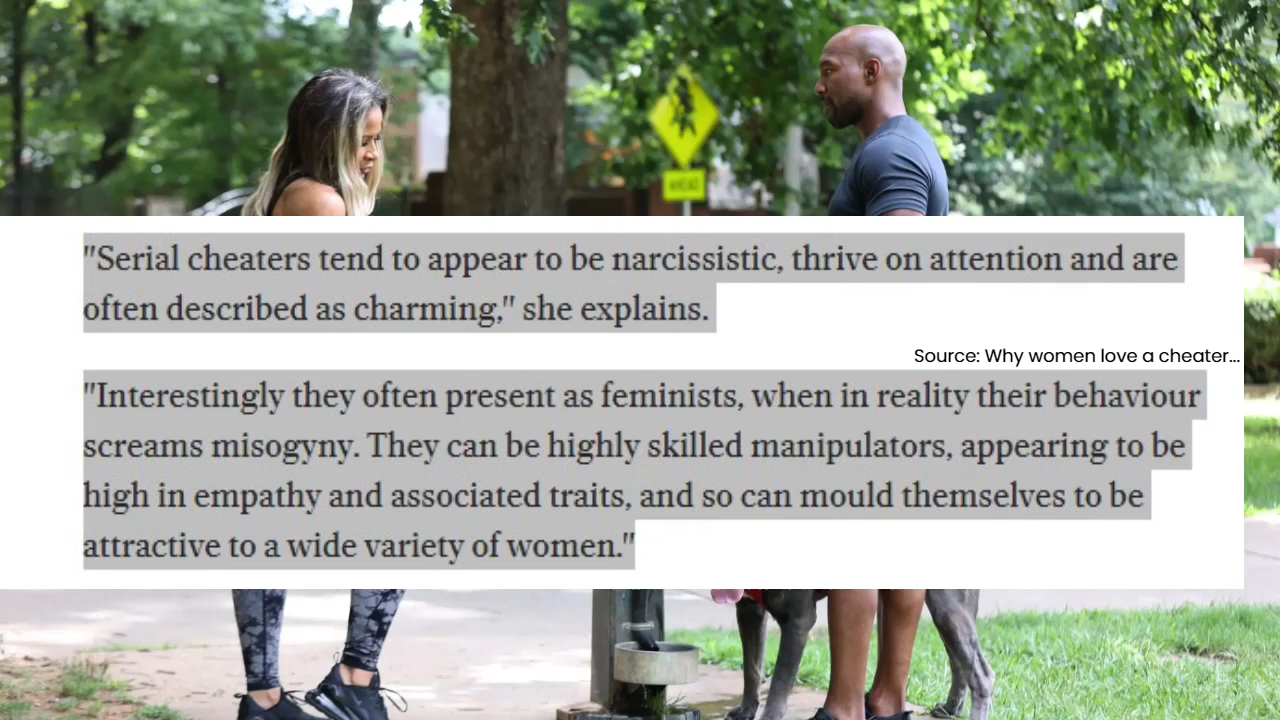 AHEAD
"Serial cheaters tend to appear to be narcissistic, thrive on attention and are
often described as charming," she explains.
Source: Why women love a cheater...
"Interestingly they often present as feminists, when in reality their behaviour
screams misogyny. They can be highly skilled manipulators, appearing to be
high in empathy and associated traits, and so can mould themselves to be
attractive to a wide variety of women."